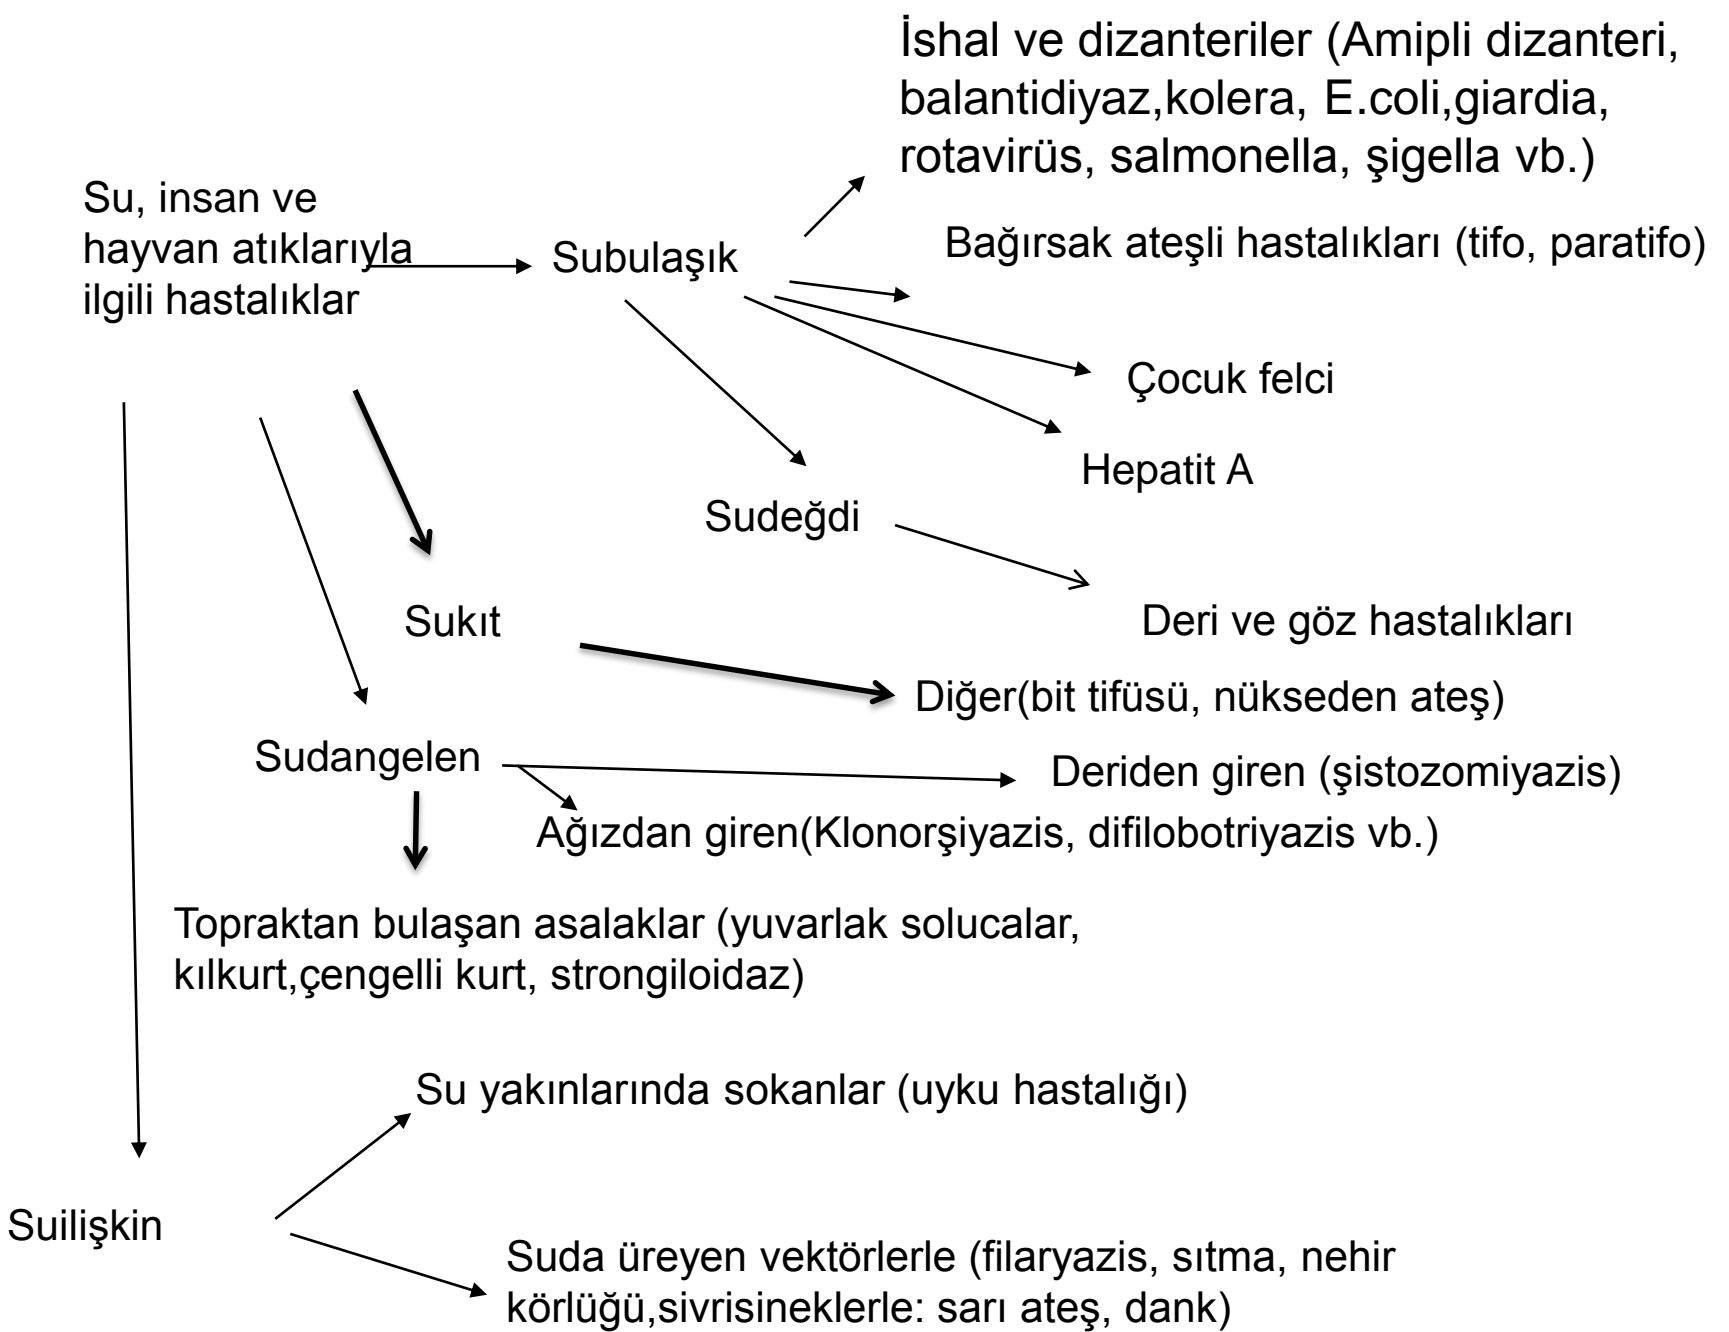 İshal ve dizanteriler (Amipli dizanteri,
balantidiyaz,kolera, E.coli,giardia,
rotavirüs, salmonella, şigella vb.)
Su, insan ve
hayvan atıklarıyla
ilgili hastalıklar
Subulaşık
Bağırsak ateşli hastalıkları (tifo, paratifo)
Çocuk felci
Hepatit A
Sudeğdi
Deri ve göz hastalıkları
Sukıt
Diğer(bit tifüsü, nükseden ateş)
Sudangelen
Deriden giren (şistozomiyazis)
Ağızdan giren(Klonorşiyazis, difilobotriyazis vb.)
Topraktan bulaşan asalaklar (yuvarlak solucalar,
kılkurt,çengelli kurt, strongiloidaz)
Su yakınlarında sokanlar (uyku hastalığı)
Suilişkin
Suda üreyen vektörlerle (filaryazis, sıtma, nehir
körlüğü,sivrisineklerle: sarı ateş, dank)